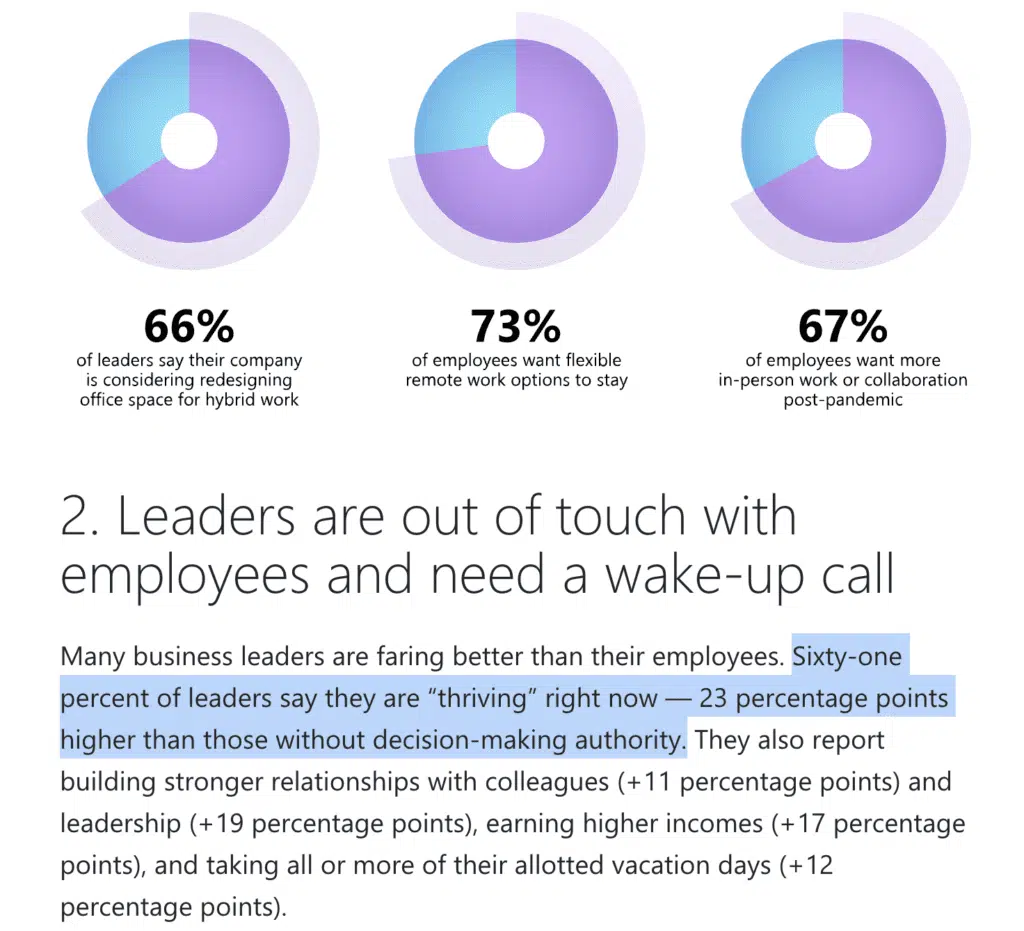 66%
of leaders say their company
is considering redesigning
office space for hybrid work
73%
of employees want flexible
remote work options to stay
67%
of employees want more
in-person work or collaboration
post-pandemic
2. Leaders are out of touch with
employees and need a wake-up call
Many business leaders are faring better than their employees. Sixty-one
percent of leaders say they are “thriving” right now — 23 percentage points
higher than those without decision-making authority. They also report
building stronger relationships with colleagues (+11 percentage points) and
leadership (+19 percentage points), earning higher incomes (+17 percentage
points), and taking all or more of their allotted vacation days (+12
percentage points).